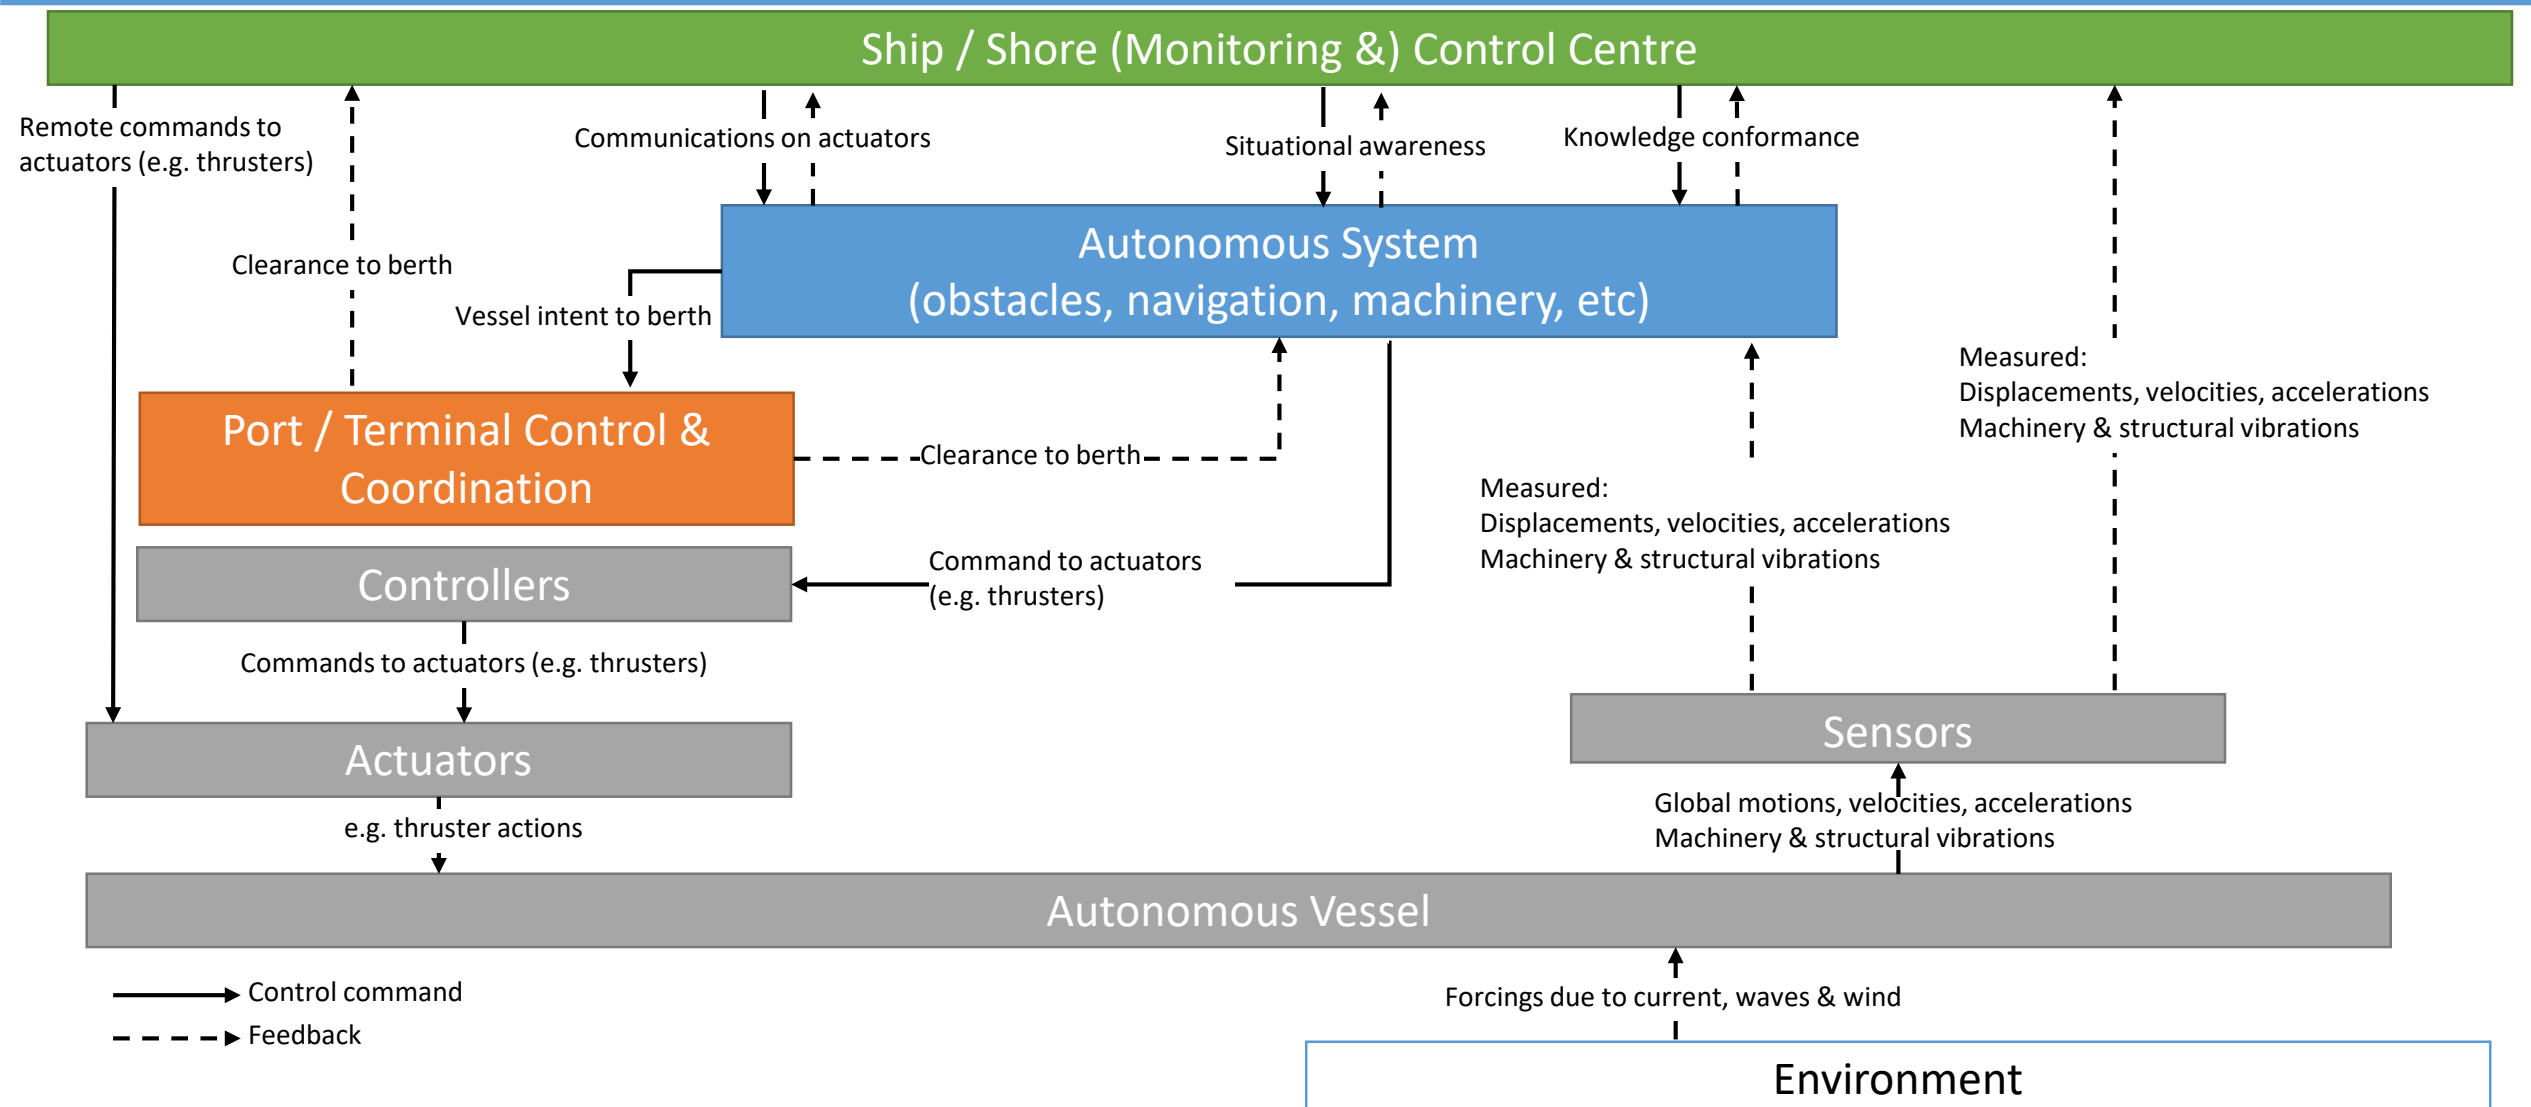 Ship / Shore (Monitoring &) Control Centre
Remote commands to
actuators (e.g. thrusters)
Communications on actuators
Situational awareness
Knowledge conformance
Autonomous System
(obstacles, navigation, machinery, etc)
Clearance to berth
Vessel intent to berth
Measured:
Displacements, velocities, accelerations
Machinery & structural vibrations
Port / Terminal Control &
Coordination
Clearance to berth
Measured:
Displacements, velocities, accelerations
Machinery & structural vibrations
Controllers
Command to actuators
(e.g. thrusters)
Commands to actuators (e.g. thrusters)
Actuators
Sensors
e.g. thruster actions
Global motions, velocities, accelerations
Machinery & structural vibrations
Autonomous Vessel
Control command
Feedback
Forcings due to current, waves & wind
Environment